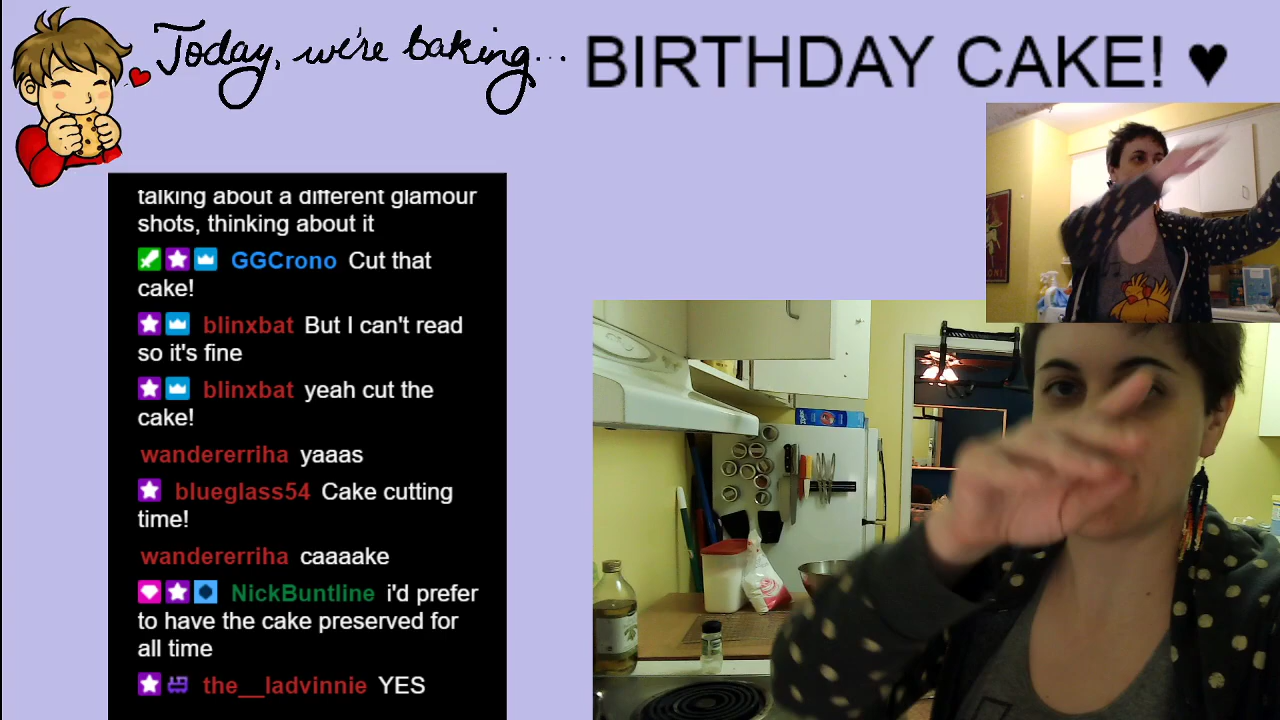 Today, we're baking... BIRTHDAY CAKE! ♥
talking about a different glamour
shots, thinking about it
GGCrono Cut that
cake!
blinxbat But I can't read
so it's fine
blinxbat yeah cut the
cake!
wandererriha yaaas
blueglass54 Cake cutting
time!
wandererriha caaaake
NickBuntline i'd prefer
to have the cake preserved for
all time
the__ladvinnie YES